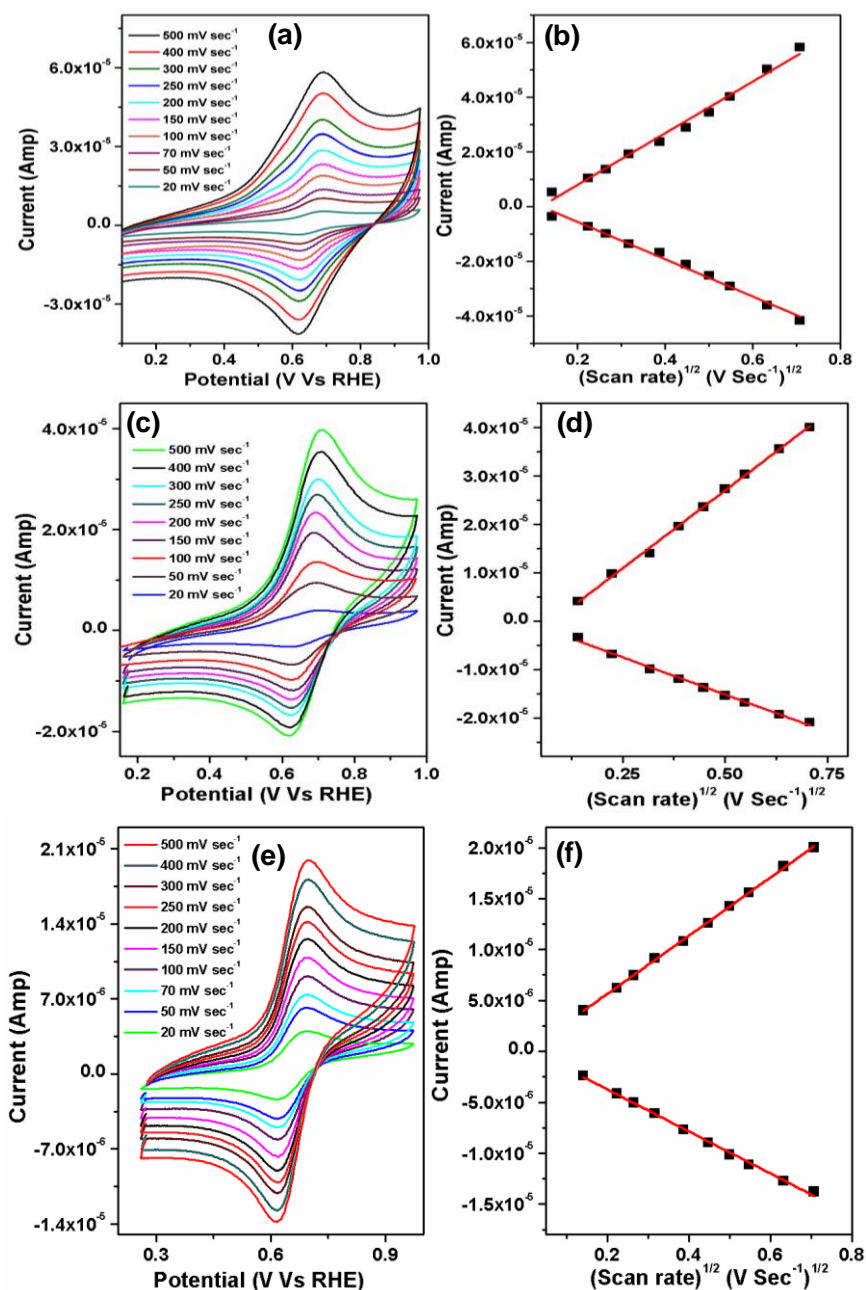 (a)
500 mV sec⁻¹
400 mV sec⁻¹
300 mV sec⁻¹
250 mV sec⁻¹
200 mV sec⁻¹
150 mV sec⁻¹
100 mV sec⁻¹
70 mV sec⁻¹
50 mV sec⁻¹
20 mV sec⁻¹
6.0x10⁻⁵
3.0x10⁻⁵
0.0
-3.0x10⁻⁵
Current (Amp)
0.2 0.4 0.6 0.8 1.0
Potential (V Vs RHE)
(b)
6.0x10⁻⁵
4.0x10⁻⁵
2.0x10⁻⁵
0.0
-2.0x10⁻⁵
-4.0x10⁻⁵
Current (Amp)
0.2 0.4 0.6 0.8
(Scan rate)¹/² (V Sec⁻¹)¹/²
(c)
500 mV sec⁻¹
400 mV sec⁻¹
300 mV sec⁻¹
250 mV sec⁻¹
200 mV sec⁻¹
150 mV sec⁻¹
100 mV sec⁻¹
50 mV sec⁻¹
20 mV sec⁻¹
4.0x10⁻⁵
2.0x10⁻⁵
0.0
-2.0x10⁻⁵
Current (Amp)
0.2 0.4 0.6 0.8 1.0
Potential (V Vs RHE)
(d)
4.0x10⁻⁵
3.0x10⁻⁵
2.0x10⁻⁵
1.0x10⁻⁵
0.0
-1.0x10⁻⁵
-2.0x10⁻⁵
Current (Amp)
0.25 0.50 0.75
(Scan rate)¹/² (V Sec⁻¹)¹/²
(e)
500 mV sec⁻¹
400 mV sec⁻¹
300 mV sec⁻¹
250 mV sec⁻¹
200 mV sec⁻¹
150 mV sec⁻¹
100 mV sec⁻¹
70 mV sec⁻¹
50 mV sec⁻¹
20 mV sec⁻¹
2.1x10⁻⁵
1.4x10⁻⁵
7.0x10⁻⁶
0.0
-7.0x10⁻⁶
-1.4x10⁻⁵
Current (Amp)
0.3 0.6 0.9
Potential (V Vs RHE)
(f)
2.0x10⁻⁵
1.5x10⁻⁵
1.0x10⁻⁵
5.0x10⁻⁶
0.0
-5.0x10⁻⁶
-1.0x10⁻⁵
-1.5x10⁻⁵
Current (Amp)
0.0 0.2 0.4 0.6 0.8
(Scan rate)¹/² (V Sec⁻¹)¹/²